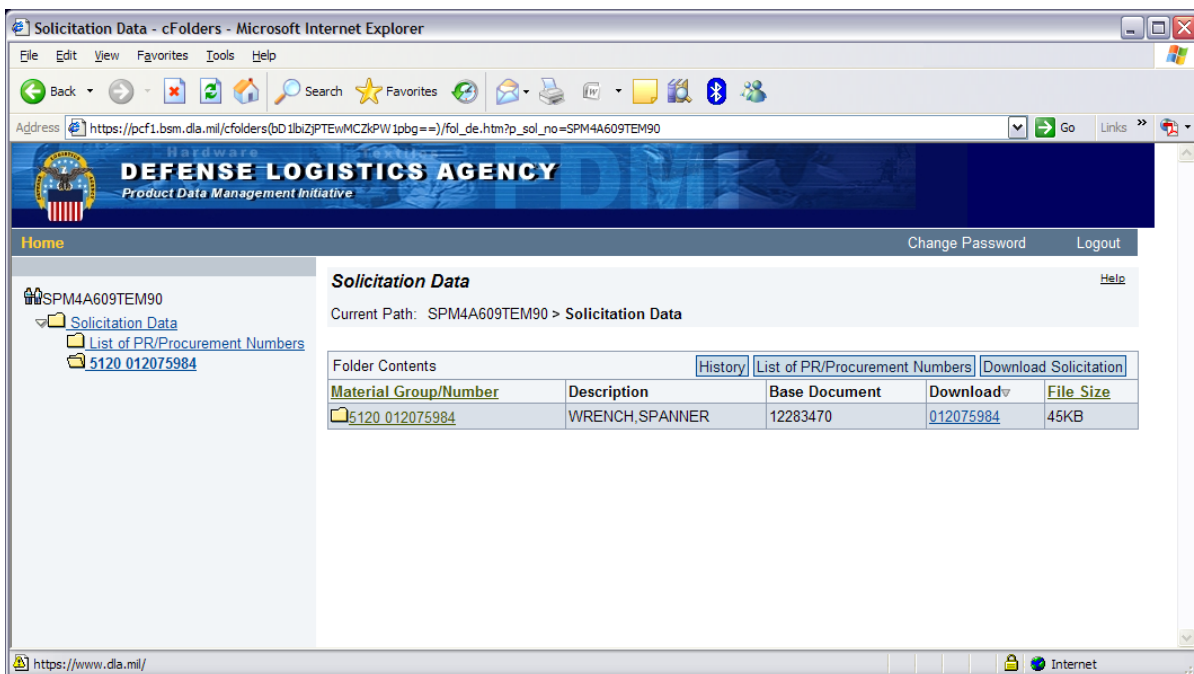 Solicitation Data - cFolders - Microsoft Internet Explorer
File Edit View Favorites Tools Help
Back Search Favorites
Address https://pcf1.bsm.dla.mil/cfolders(bD1lbiZjPTEwMCZkPW1pbg==)/fol_de.htm?p_sol_no=SPM4A609TEM90 Go Links »
Hardware
DEFENSE LOGISTICS AGENCY
Product Data Management Initiative
Home Change Password Logout
SPM4A609TEM90
Solicitation Data
List of PR/Procurement Numbers
5120 012075984
Solicitation Data Help
Current Path: SPM4A609TEM90 > Solicitation Data
Folder Contents History List of PR/Procurement Numbers Download Solicitation
Material Group/Number Description Base Document Download File Size
5120 012075984 WRENCH,SPANNER 12283470 012075984 45KB
https://www.dla.mil/ Internet